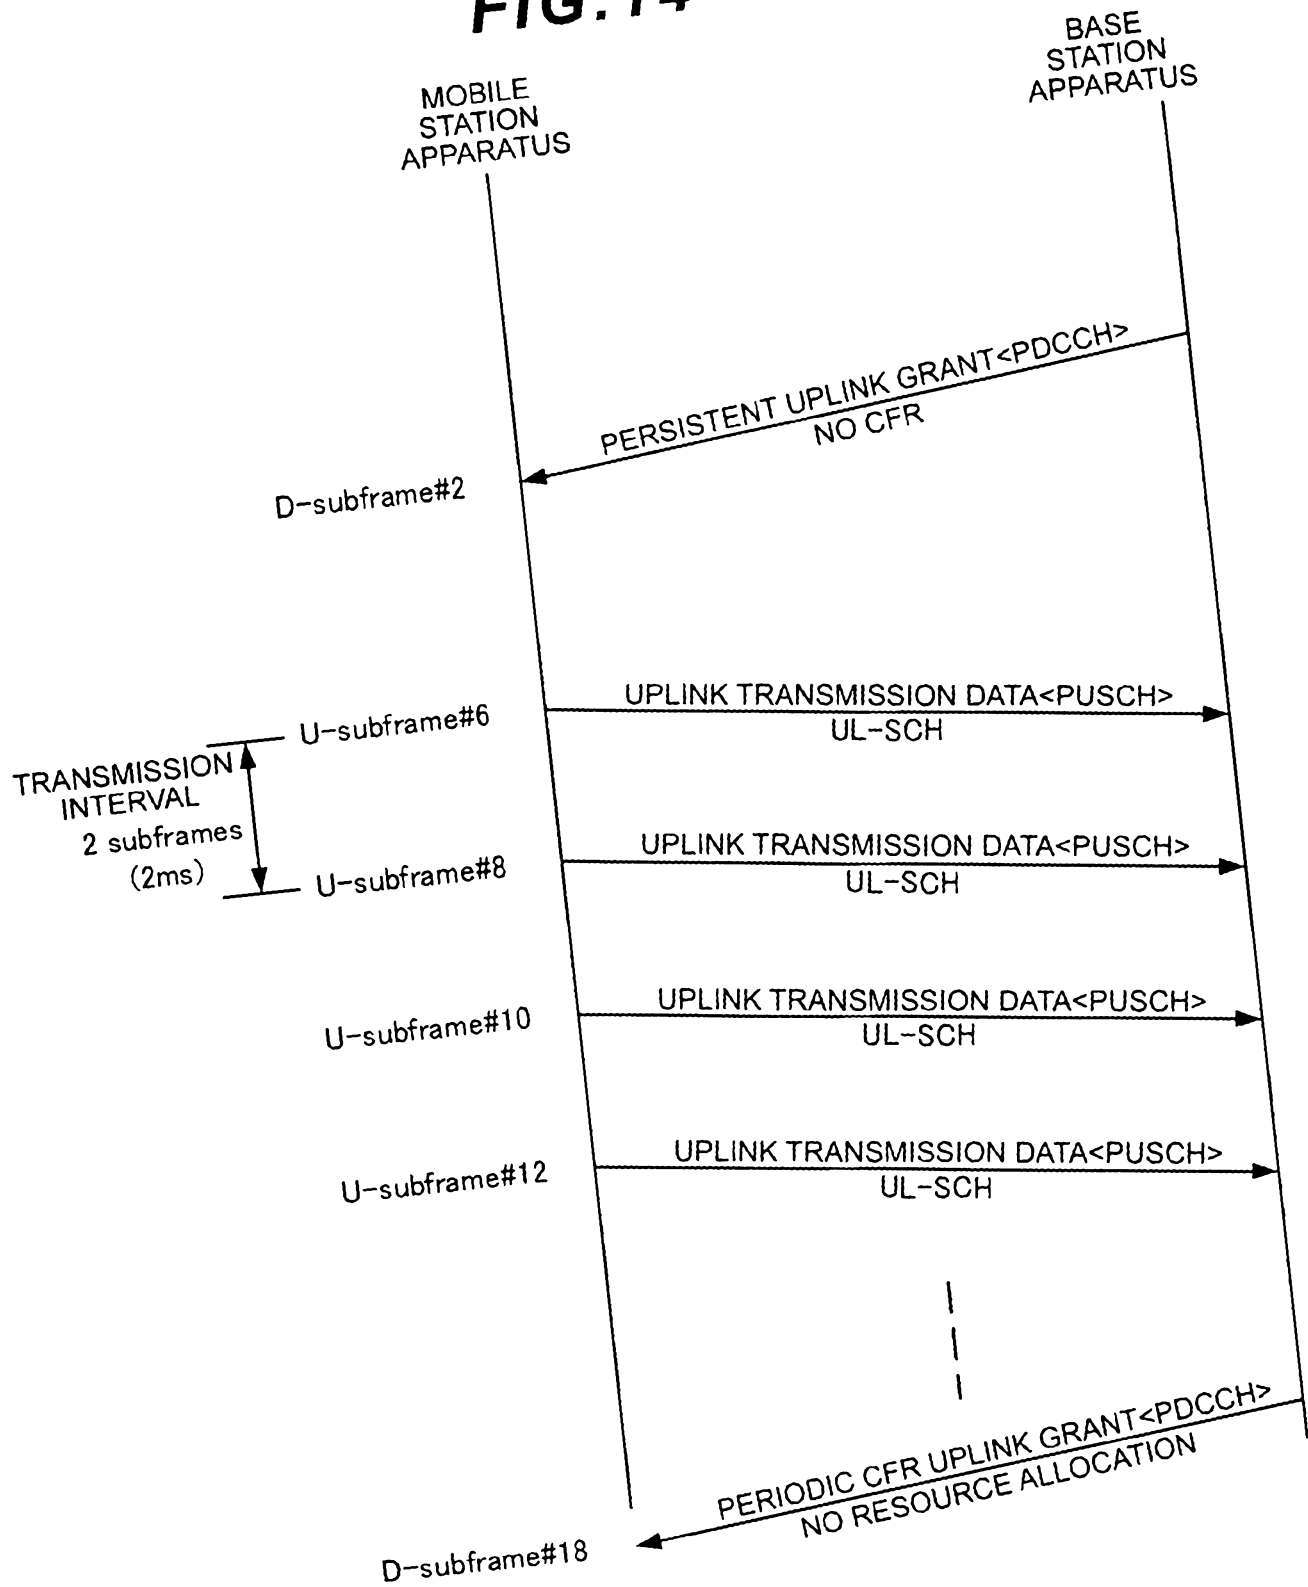 FIG. 14
MOBILE
STATION
APPARATUS
BASE
STATION
APPARATUS
PERSISTENT UPLINK GRANT<PDCCH>
NO CFR
D-subframe#2
UPLINK TRANSMISSION DATA<PUSCH>
UL-SCH
U-subframe#6
TRANSMISSION
INTERVAL
2 subframes
(2ms)
UPLINK TRANSMISSION DATA<PUSCH>
UL-SCH
U-subframe#8
UPLINK TRANSMISSION DATA<PUSCH>
UL-SCH
U-subframe#10
UPLINK TRANSMISSION DATA<PUSCH>
UL-SCH
U-subframe#12
PERIODIC CFR UPLINK GRANT<PDCCH>
NO RESOURCE ALLOCATION
D-subframe#18